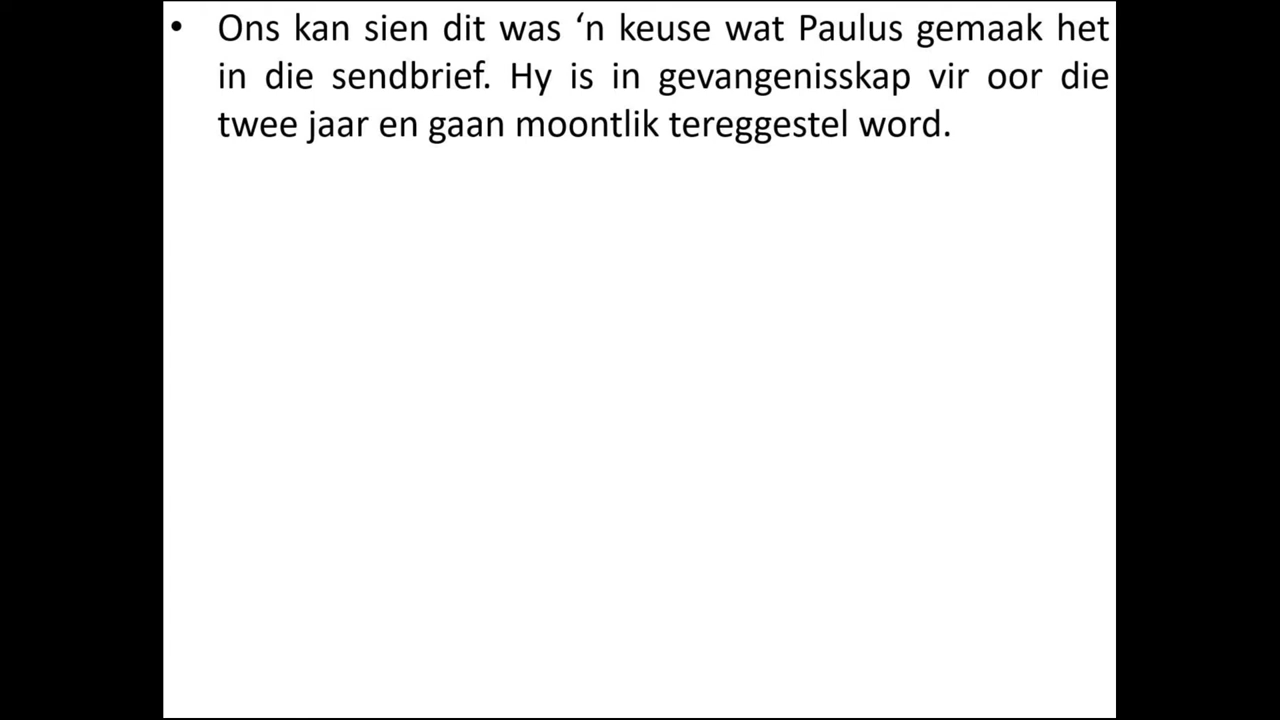 • Ons kan sien dit was ‘n keuse wat Paulus gemaak het
in die sendbrief. Hy is in gevangenisskap vir oor die
twee jaar en gaan moontlik tereggestel word.